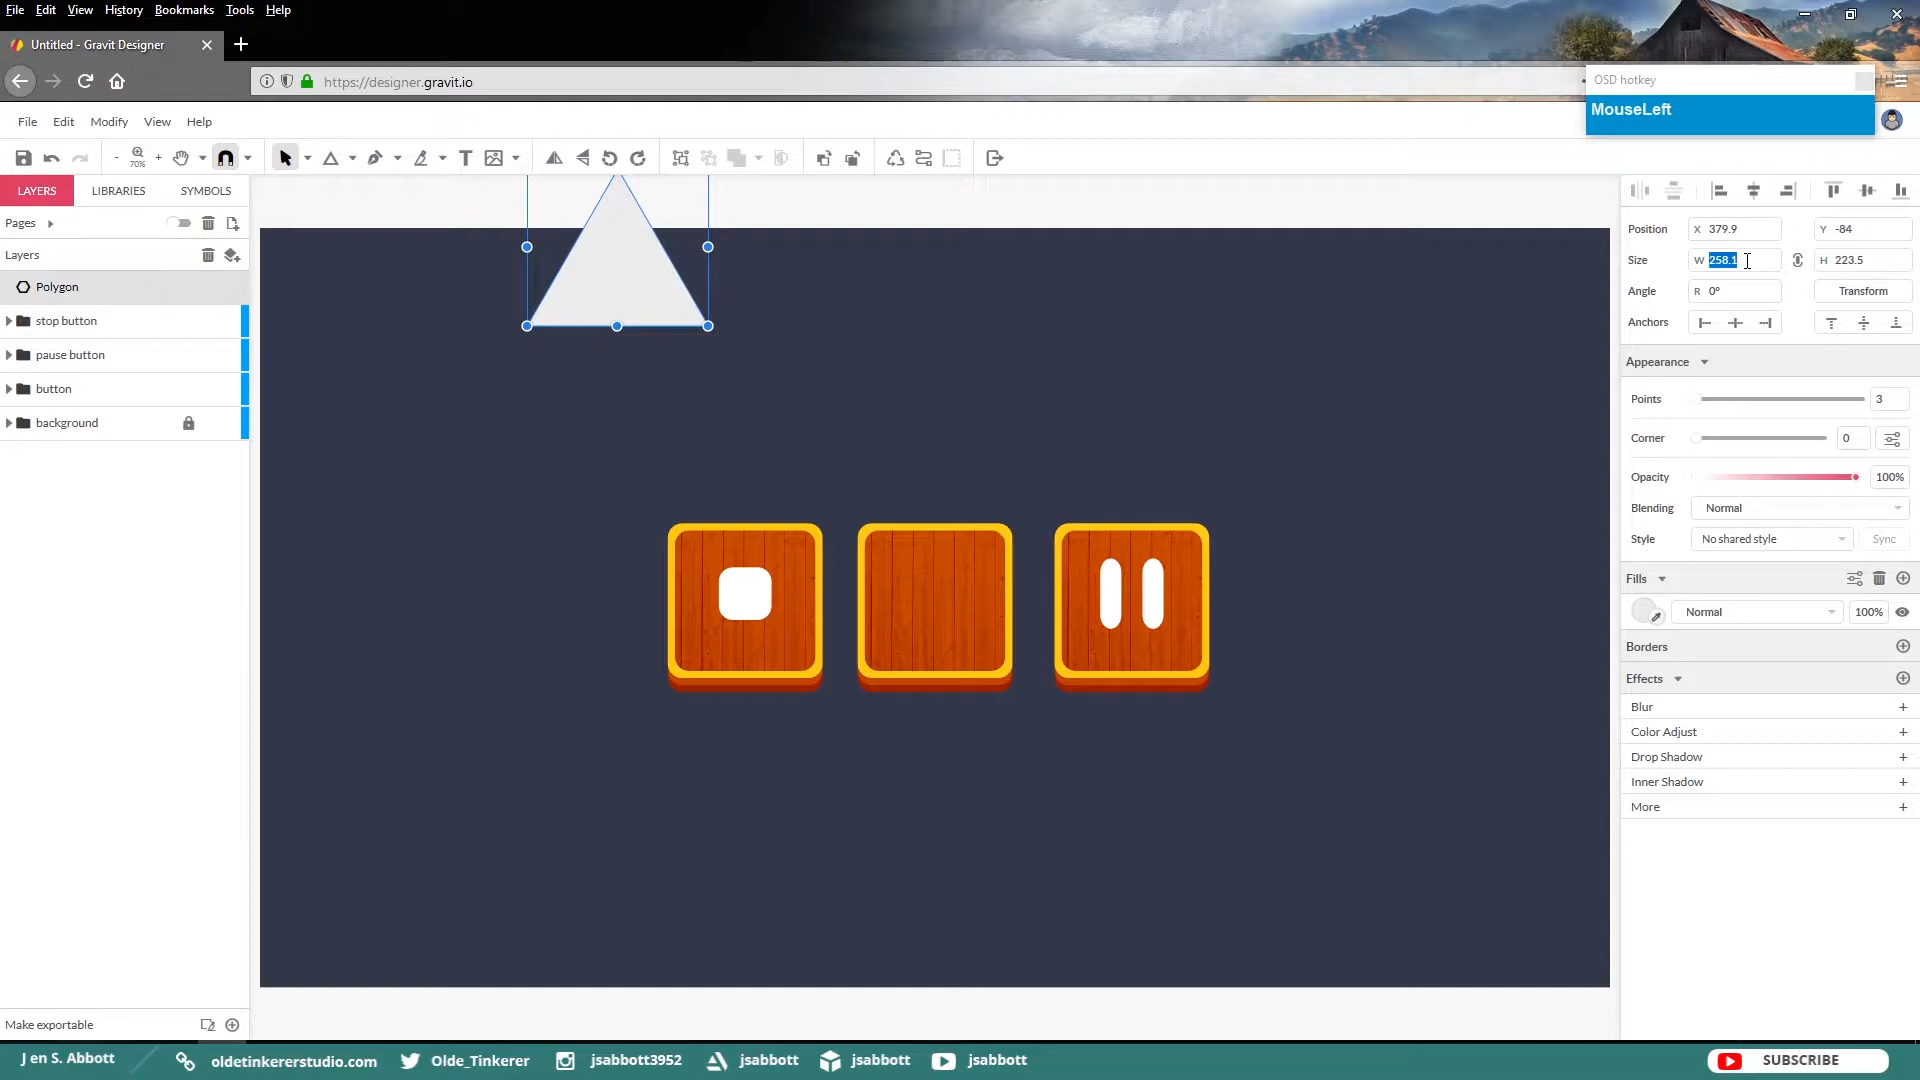 File Edit View History Bookmarks Tools Help
Untitled - Gravit Designer
https://designer.gravit.io
OSD hotkey
MouseLeft
File Edit Modify View Help
- 70% +
T
LAYERS LIBRARIES SYMBOLS
Pages
Layers
Polygon
stop button
pause button
button
background
Make exportable
Position X 379.9 Y -84
Size W 258.1 H 223.5
Angle R 0° Transform
Anchors
Appearance
Points 3
Corner 0
Opacity 100%
Blending Normal
Style No shared style Sync
Fills
Normal 100%
Borders
Effects
Blur
Color Adjust
Drop Shadow
Inner Shadow
More
J en S. Abbott oldetinkererstudio.com Olde_Tinkerer jsabbott3952 jsabbott jsabbott jsabbott SUBSCRIBE